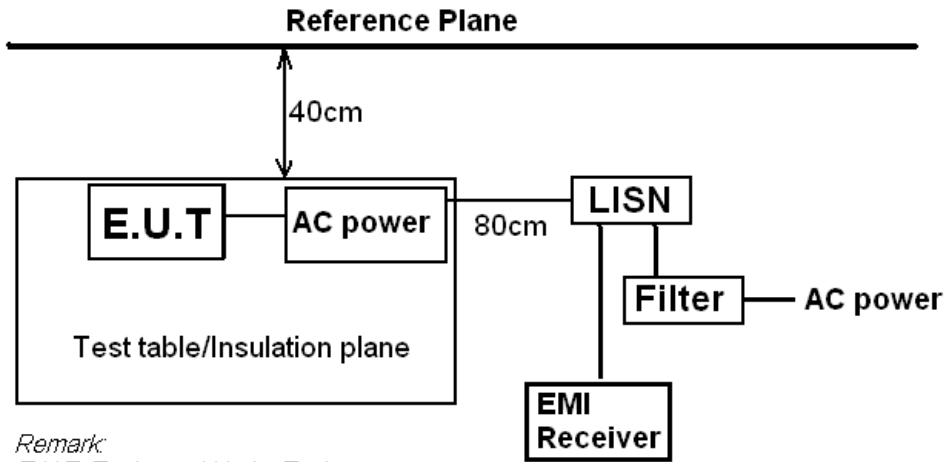 Reference Plane
40cm
E.U.T
AC power
80cm
LISN
Filter
AC power
Test table/Insulation plane
EMI
Receiver
Remark: